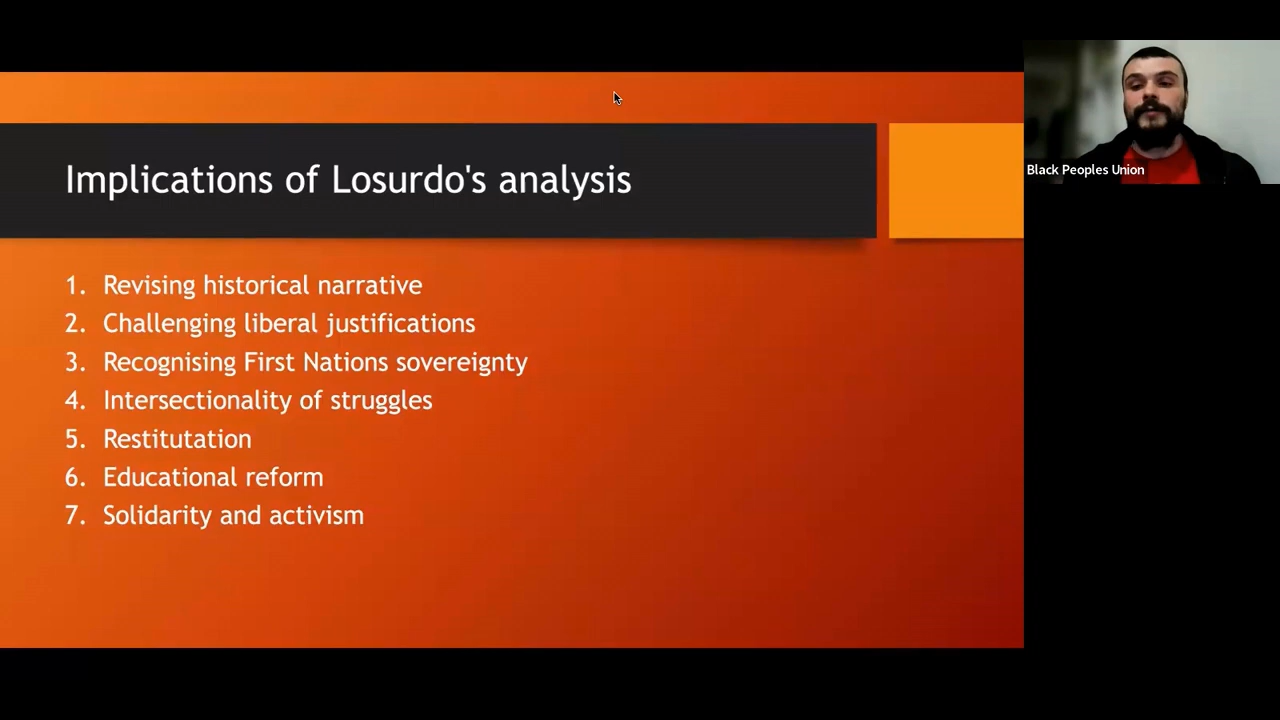 Implications of Losurdo's analysis
1. Revising historical narrative
2. Challenging liberal justifications
3. Recognising First Nations sovereignty
4. Intersectionality of struggles
5. Restitutation
6. Educational reform
7. Solidarity and activism
Black Peoples Union